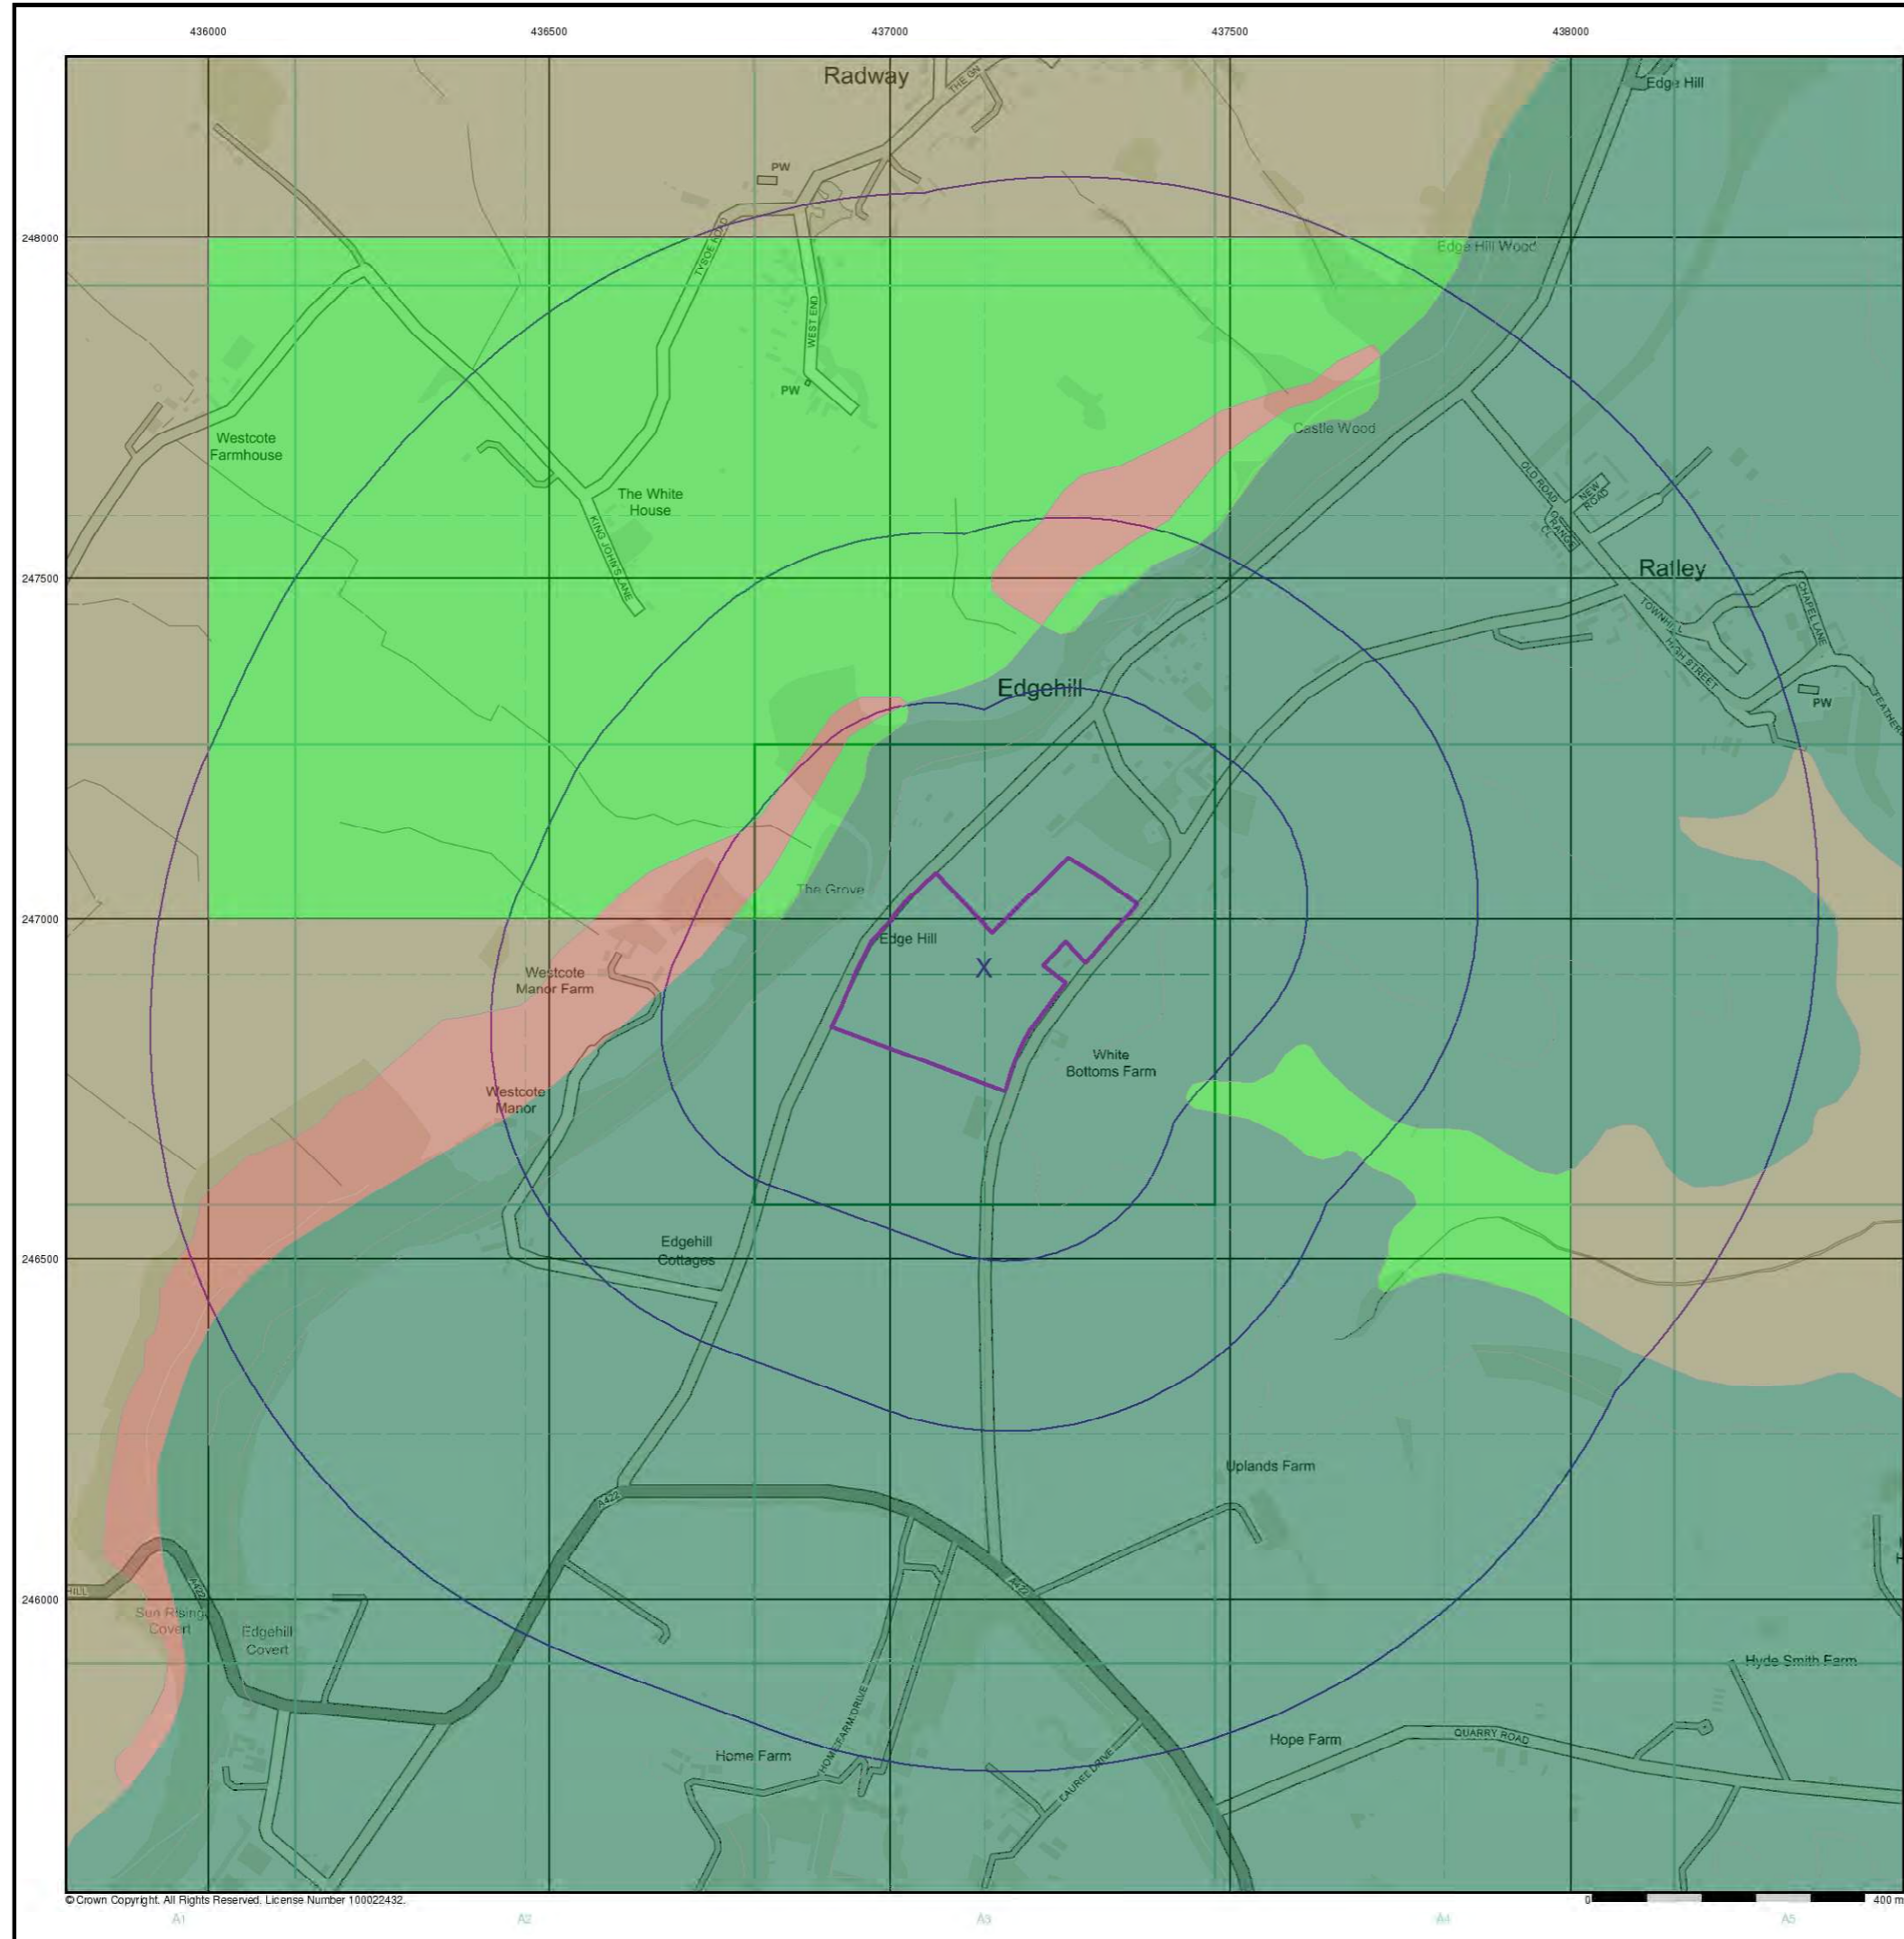 436000
436500
437000
437500
438000
Radway
THE GN
Edge Hill
PW
248000
TYSOE ROAD
Edge Hill Wood
WEST END
PW
Westcote
Farmhouse
Castle Wood
The White
House
OLD ROAD
NEW
ROAD
GRANGE
CL
KING JOHN'S LANE
247500
Ratley
TOWNHILL
CHAPEL LANE
HIGH STREET
Edgehill
PW
The Grove
247000
Edge Hill
X
Westcote
Manor Farm
White
Bottoms Farm
Westcote
Manor
Edgehill
Cottages
246500
Uplands Farm
A422
A422
A422
HILL
246000
Sun Rising
Covert
Edgehill
Covert
Hyde Smith Farm
HOME FARM DRIVE
Home Farm
Hope Farm
QUARRY ROAD
LAUREL DRIVE
© Crown Copyright. All Rights Reserved. License Number 100022432.
0
400 m
A1
A2
A3
A4
A5